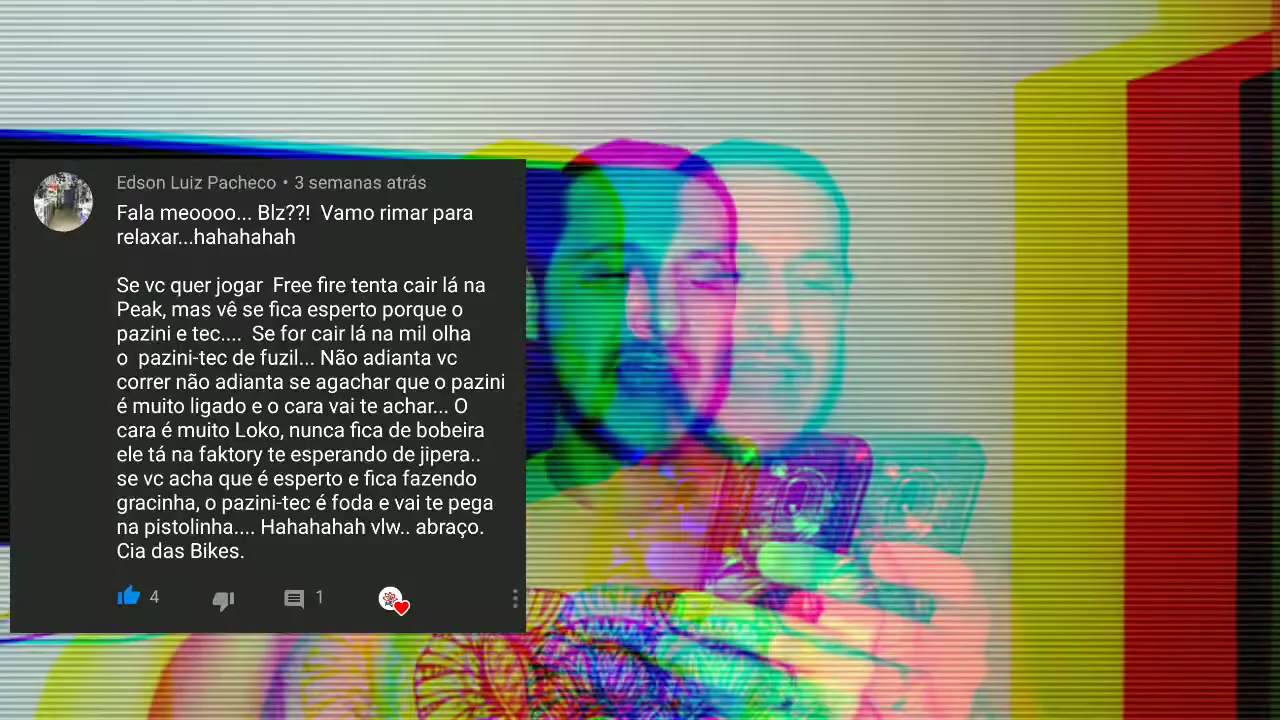 Edson Luiz Pacheco • 3 semanas atrás
Fala meoooo... Blz??!  Vamo rimar para
relaxar...hahahahah
Se vc quer jogar  Free fire tenta cair lá na
Peak, mas vê se fica esperto porque o
pazini e tec....  Se for cair lá na mil olha
o  pazini-tec de fuzil... Não adianta vc
correr não adianta se agachar que o pazini
é muito ligado e o cara vai te achar... O
cara é muito Loko, nunca fica de bobeira
ele tá na faktory te esperando de jipera..
se vc acha que é esperto e fica fazendo
gracinha, o pazini-tec é foda e vai te pega
na pistolinha.... Hahahahah vlw.. abraço.
Cia das Bikes.
4 1